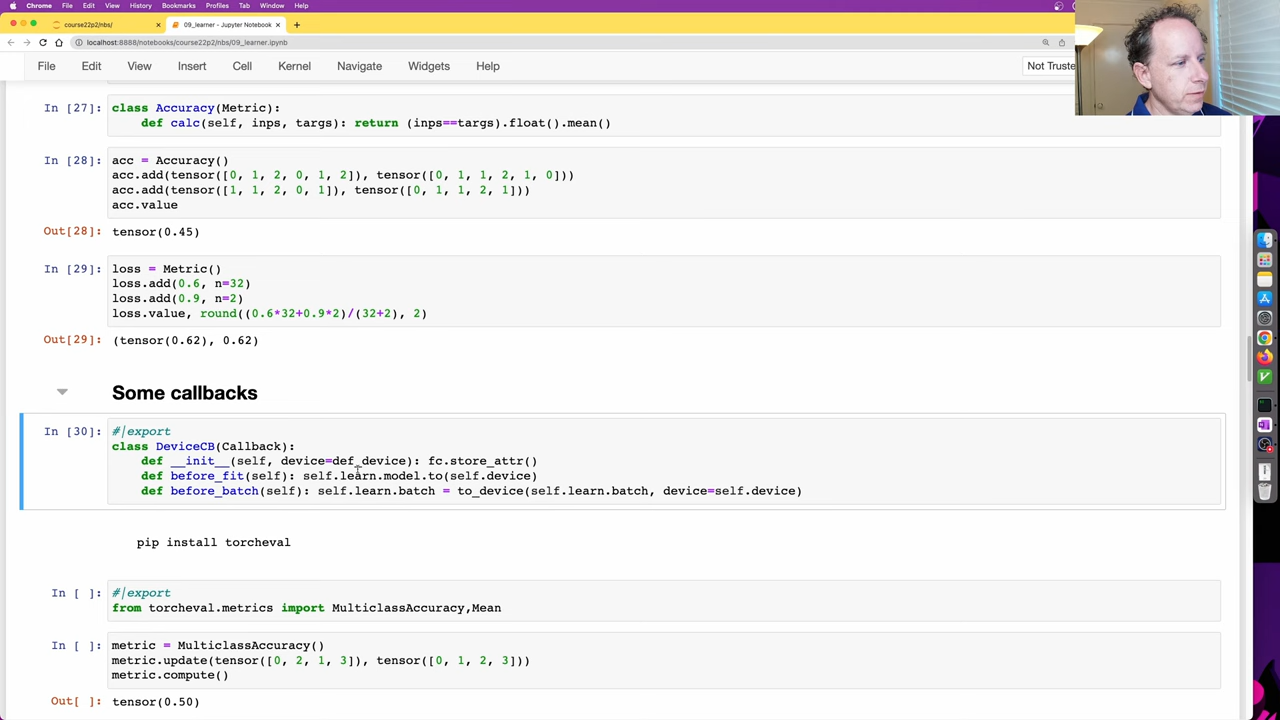 Chrome File Edit View History Bookmarks Profiles Tab Window Help
course22p2/nbs/ 09_learner - Jupyter Notebook
localhost:8888/notebooks/course22p2/nbs/09_learner.ipynb
File Edit View Insert Cell Kernel Navigate Widgets Help Not Truste
In [27]: class Accuracy(Metric):
def calc(self, inps, targs): return (inps==targs).float().mean()
In [28]: acc = Accuracy()
acc.add(tensor([0, 1, 2, 0, 1, 2]), tensor([0, 1, 1, 2, 1, 0]))
acc.add(tensor([1, 1, 2, 0, 1]), tensor([0, 1, 1, 2, 1]))
acc.value
Out[28]: tensor(0.45)
In [29]: loss = Metric()
loss.add(0.6, n=32)
loss.add(0.9, n=2)
loss.value, round((0.6*32+0.9*2)/(32+2), 2)
Out[29]: (tensor(0.62), 0.62)
Some callbacks
In [30]: #|export
class DeviceCB(Callback):
def __init__(self, device=def_device): fc.store_attr()
def before_fit(self): self.learn.model.to(self.device)
def before_batch(self): self.learn.batch = to_device(self.learn.batch, device=self.device)
pip install torcheval
In [ ]: #|export
from torcheval.metrics import MulticlassAccuracy,Mean
In [ ]: metric = MulticlassAccuracy()
metric.update(tensor([0, 2, 1, 3]), tensor([0, 1, 2, 3]))
metric.compute()
Out[ ]: tensor(0.50)